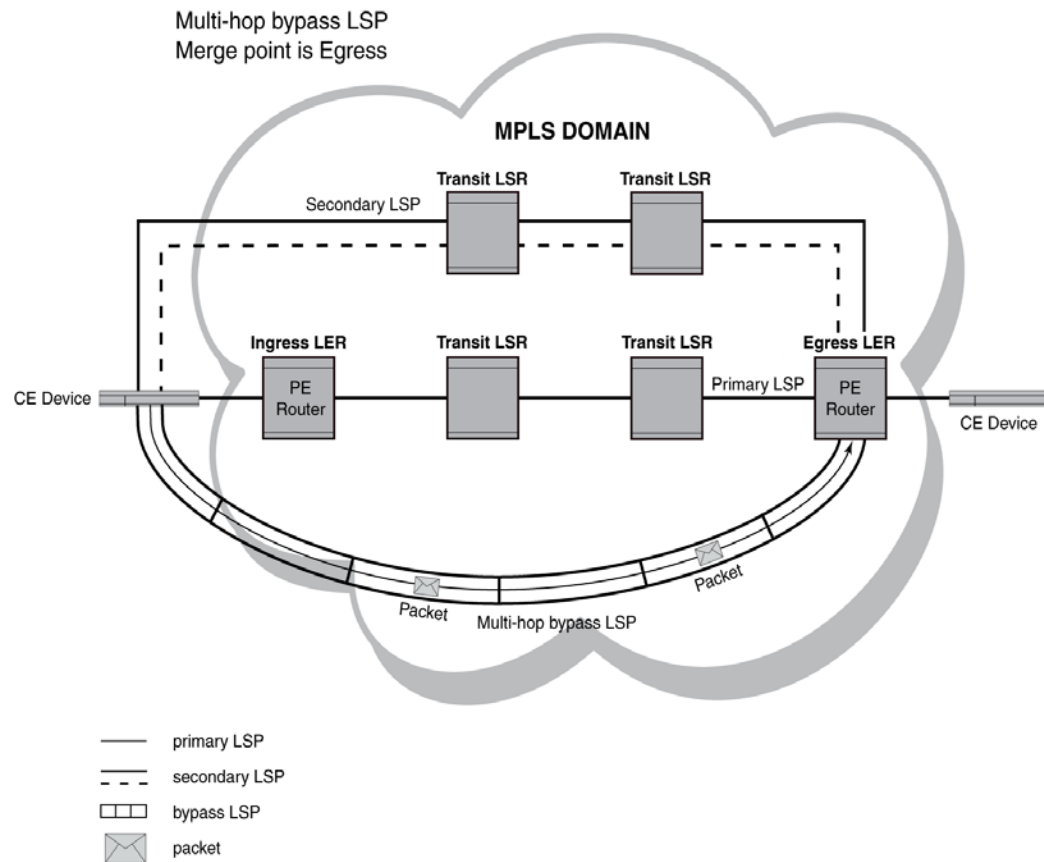 Multi-hop bypass LSP
Merge point is Egress
MPLS DOMAIN
Transit LSR
Transit LSR
Secondary LSP
Ingress LER
Transit LSR
Transit LSR
Egress LER
PE
Router
Primary LSP
PE
Router
CE Device
CE Device
Packet
Packet
Multi-hop bypass LSP
primary LSP
secondary LSP
bypass LSP
packet